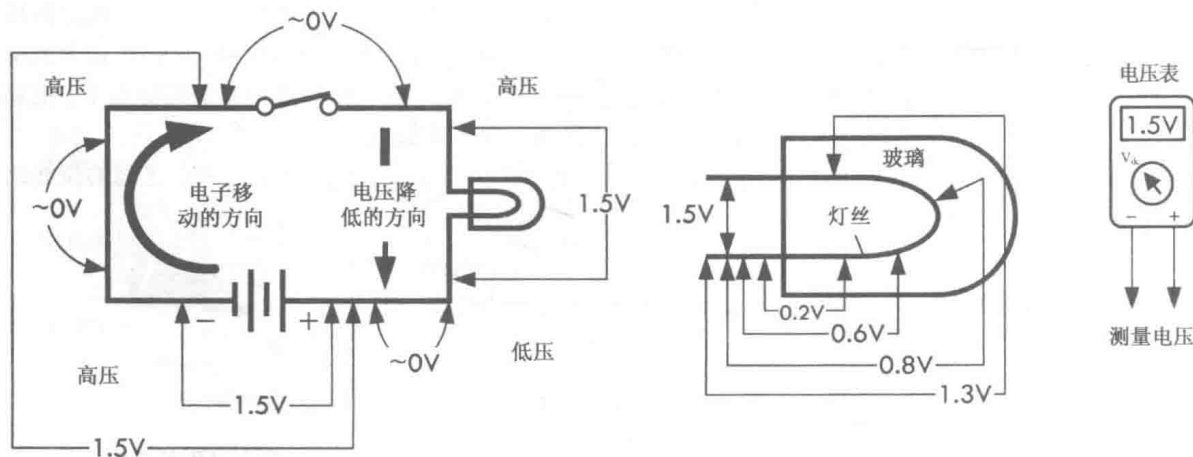 ~0V
高压
高压
~0V
电子移
动的方向
电压降
低的方向
1.5V
−
+
~0V
低压
高压
1.5V
1.5V
玻璃
1.5V
灯丝
0.2V
0.6V
0.8V
1.3V
电压表
1.5V
Vdc
−
+
测量电压